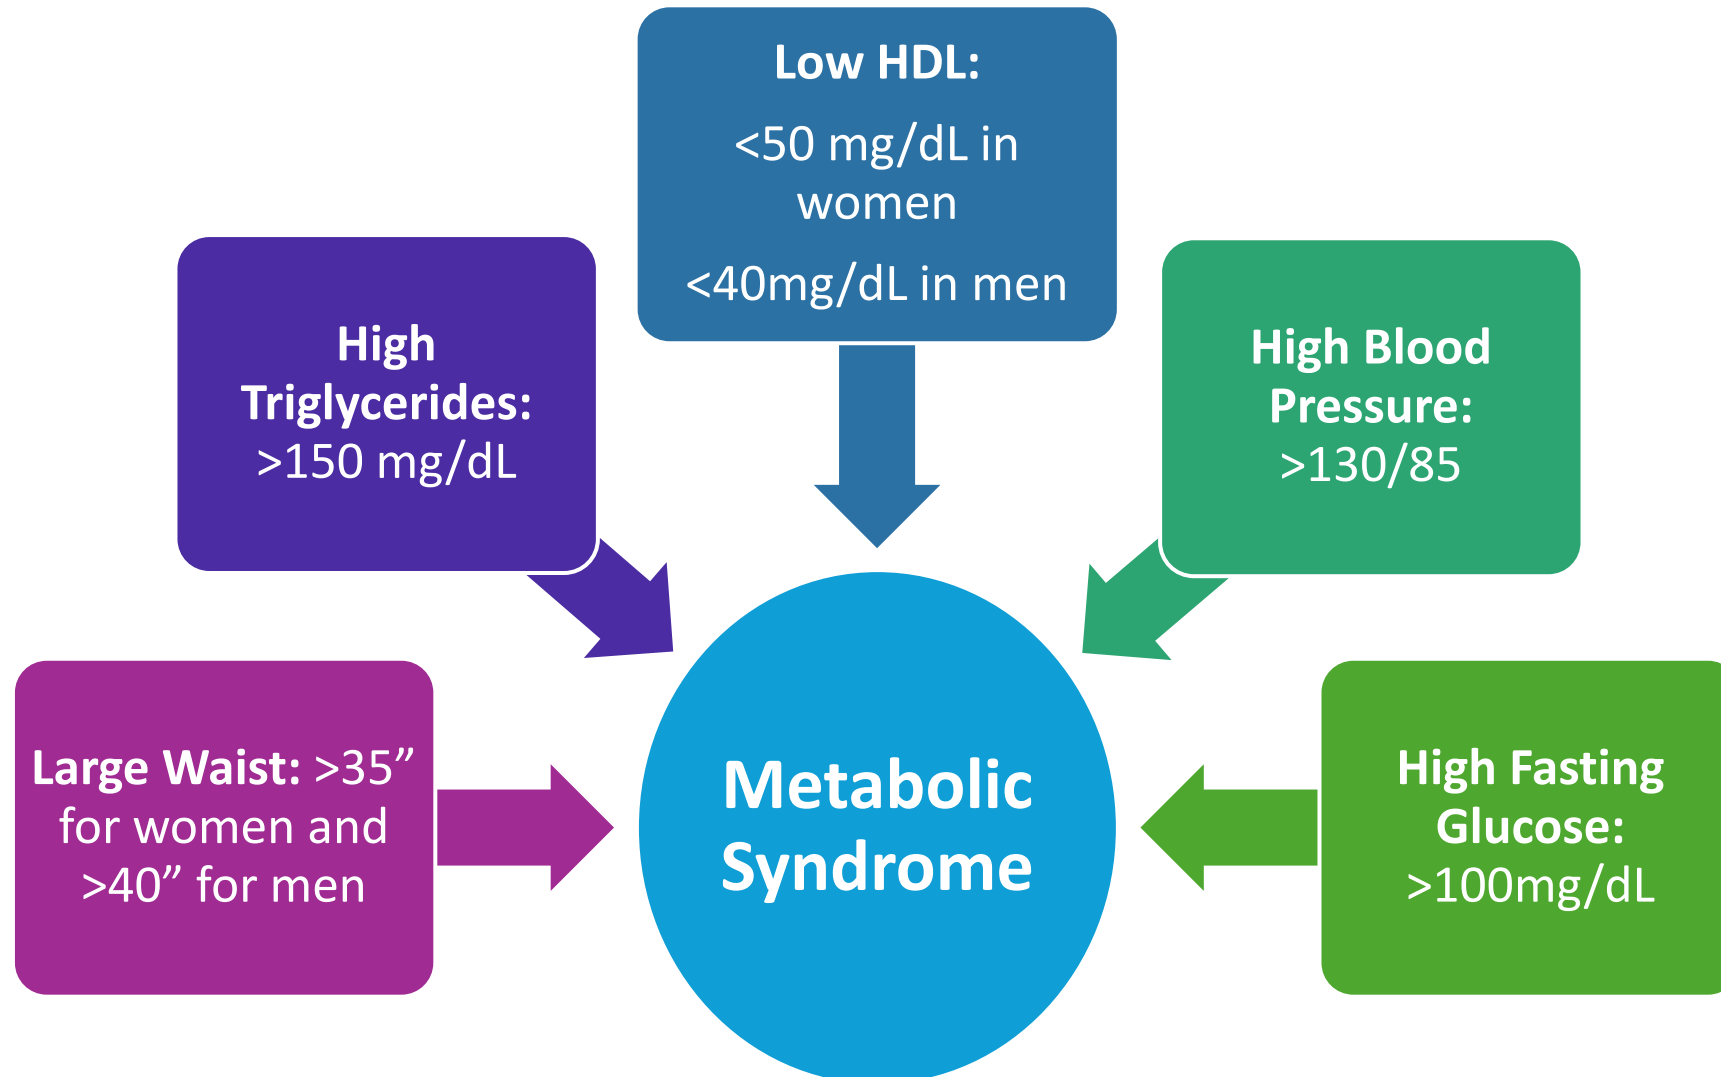 Low HDL:
<50 mg/dL in
women
<40mg/dL in men
High
Triglycerides:
>150 mg/dL
High Blood
Pressure:
>130/85
Large Waist: >35”
for women and
>40” for men
Metabolic
Syndrome
High Fasting
Glucose:
>100mg/dL